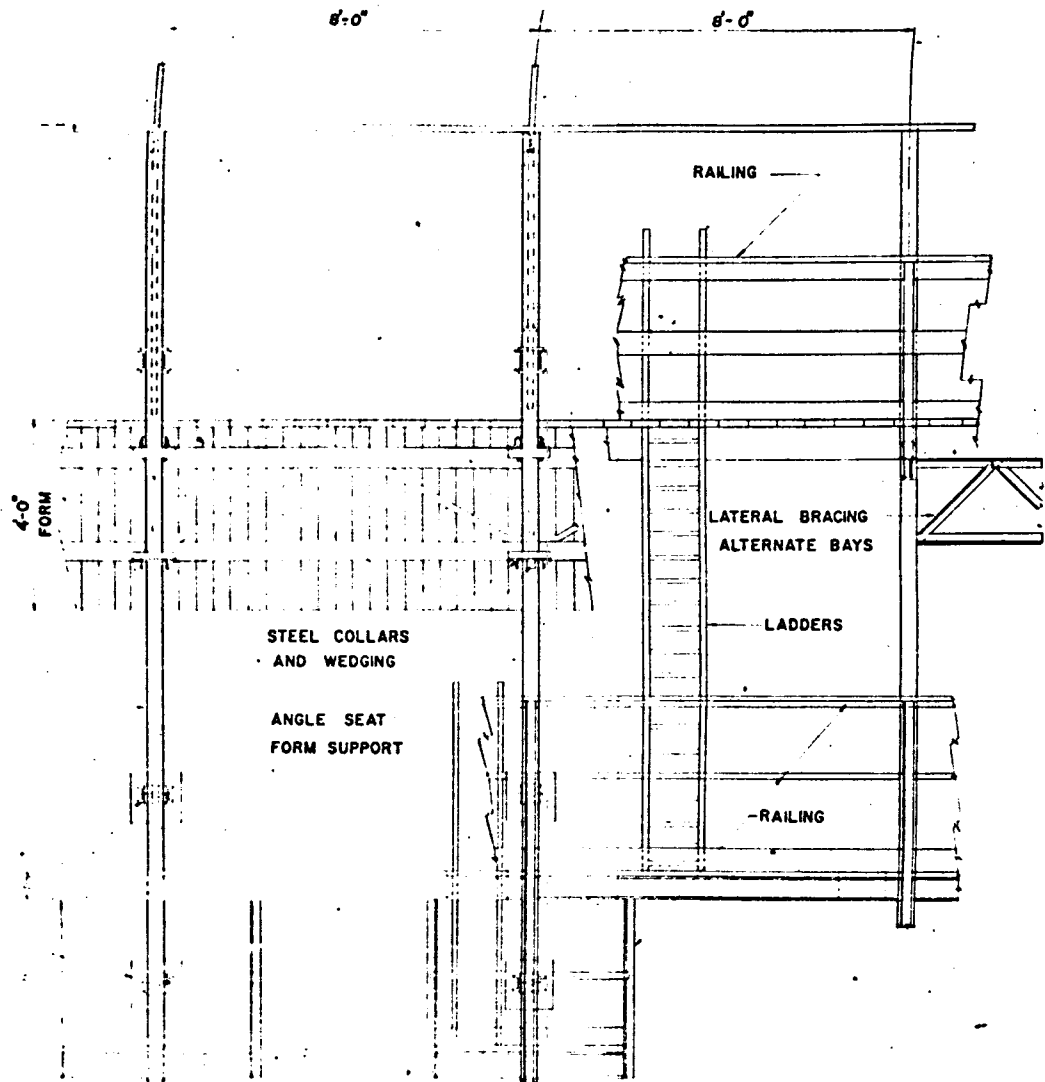 8'-0"
8'-0"
RAILING
4'-0"
FORM
LATERAL BRACING
ALTERNATE BAYS
STEEL COLLARS
AND WEDGING
LADDERS
ANGLE SEAT
FORM SUPPORT
-RAILING